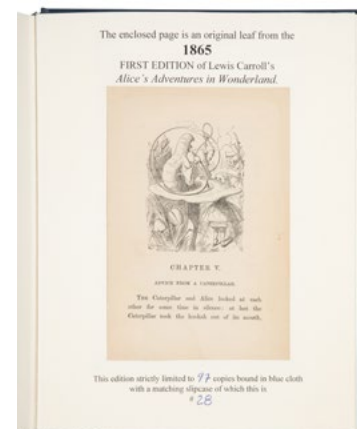 The enclosed page is an original leaf from the
1865
FIRST EDITION of Lewis Carroll's
Alice's Adventures in Wonderland.
CHAPTER V.
ADVICE FROM A CATERPILLAR.
THE Caterpillar and Alice looked at each
other for some time in silence: at last the
Caterpillar took the hookah out of its mouth,
This edition strictly limited to 97 copies bound in blue cloth
with a matching slipcase of which this is
# 28